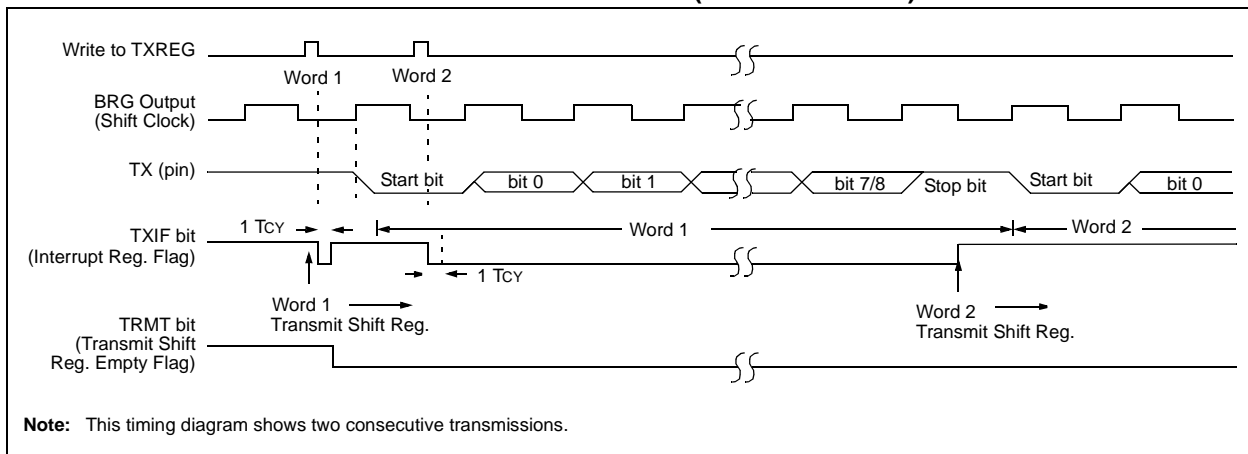 Write to TXREG
Word 1
Word 2
BRG Output
(Shift Clock)
TX (pin)
Start bit
bit 0
bit 1
bit 7/8
Stop bit
Start bit
bit 0
TXIF bit
(Interrupt Reg. Flag)
1 TCY
Word 1
Word 2
1 TCY
Word 1
Transmit Shift Reg.
Word 2
Transmit Shift Reg.
TRMT bit
(Transmit Shift
Reg. Empty Flag)
Note: This timing diagram shows two consecutive transmissions.